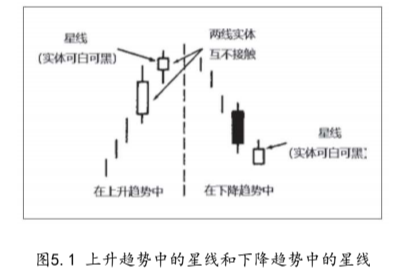 星线
(实体可白可黑)
两线实体
互不接触
星线
(实体可白可黑)
在上升趋势中
在下降趋势中
图5.1 上升趋势中的星线和下降趋势中的星线